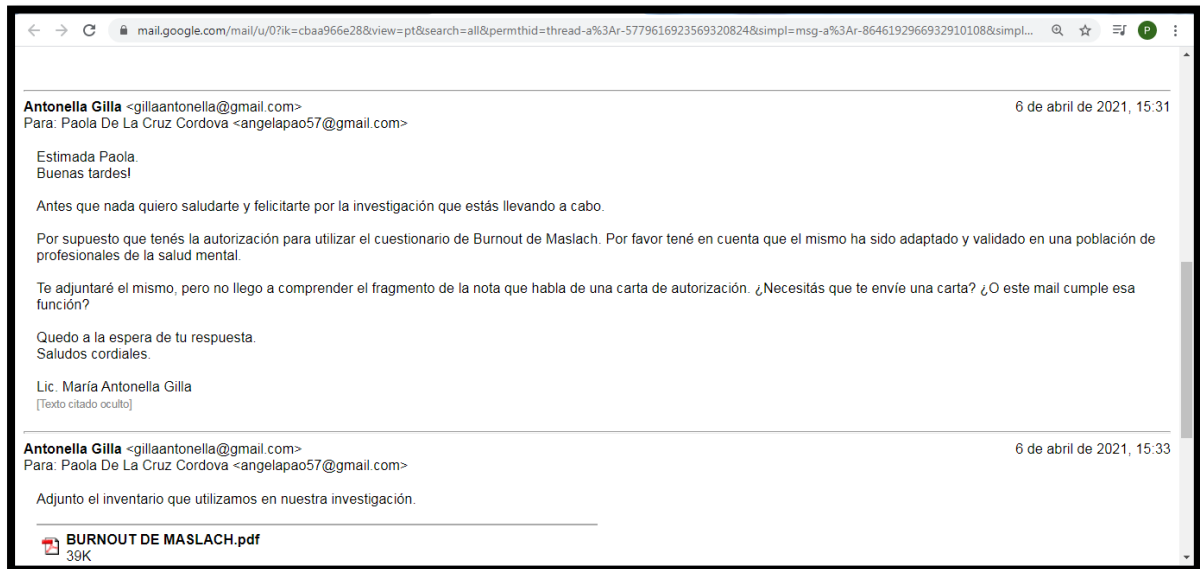 mail.google.com/mail/u/0?ik=cbaa966e28&view=pt&search=all&permthid=thread-a%3Ar-5779616923569320824&simpl=msg-a%3Ar-8646192966932910108&simpl...
P
Antonella Gilla <gillaantonella@gmail.com>
6 de abril de 2021, 15:31
Para: Paola De La Cruz Cordova <angelapao57@gmail.com>
Estimada Paola.
Buenas tardes!
Antes que nada quiero saludarte y felicitarte por la investigación que estás llevando a cabo.
Por supuesto que tenés la autorización para utilizar el cuestionario de Burnout de Maslach. Por favor tené en cuenta que el mismo ha sido adaptado y validado en una población de
profesionales de la salud mental.
Te adjuntaré el mismo, pero no llego a comprender el fragmento de la nota que habla de una carta de autorización. ¿Necesitás que te envíe una carta? ¿O este mail cumple esa
función?
Quedo a la espera de tu respuesta.
Saludos cordiales.
Lic. María Antonella Gilla
[Texto citado oculto]
Antonella Gilla <gillaantonella@gmail.com>
6 de abril de 2021, 15:33
Para: Paola De La Cruz Cordova <angelapao57@gmail.com>
Adjunto el inventario que utilizamos en nuestra investigación.
BURNOUT DE MASLACH.pdf
39K